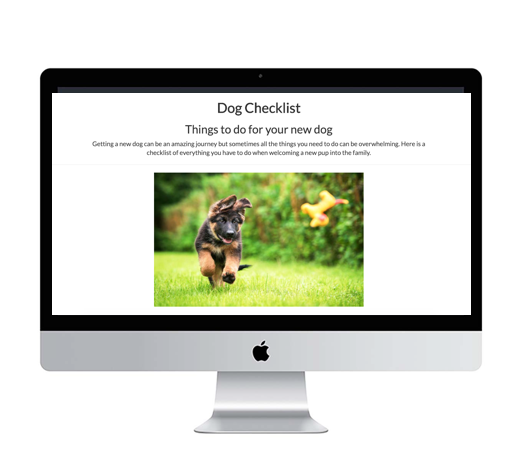 Dog Checklist
Things to do for your new dog
Getting a new dog can be an amazing journey but sometimes all the things you need to do can be overwhelming. Here is a
checklist of everything you have to do when welcoming a new pup into the family.